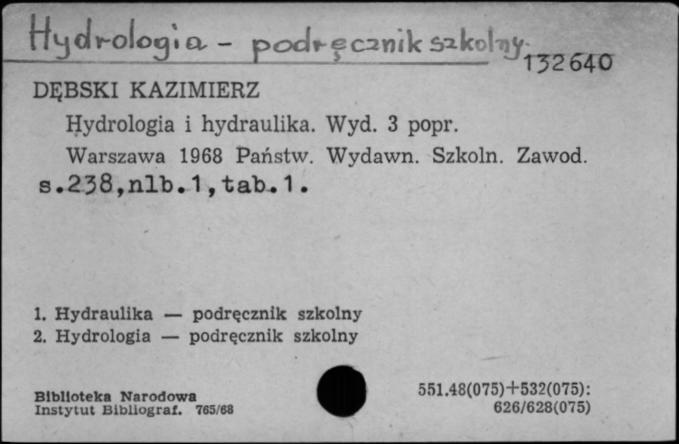 Hydrologia - podręcznik szkolny.
132640
DĘBSKI KAZIMIERZ
Hydrologia i hydraulika. Wyd. 3 popr.
Warszawa 1968 Państw. Wydawn. Szkoln. Zawod.
s.238,nlb.1,tab.1.
1. Hydraulika — podręcznik szkolny
2. Hydrologia — podręcznik szkolny
Biblioteka Narodowa
Instytut Bibliograf. 765/68
551.48(075)+532(075):
626/628(075)